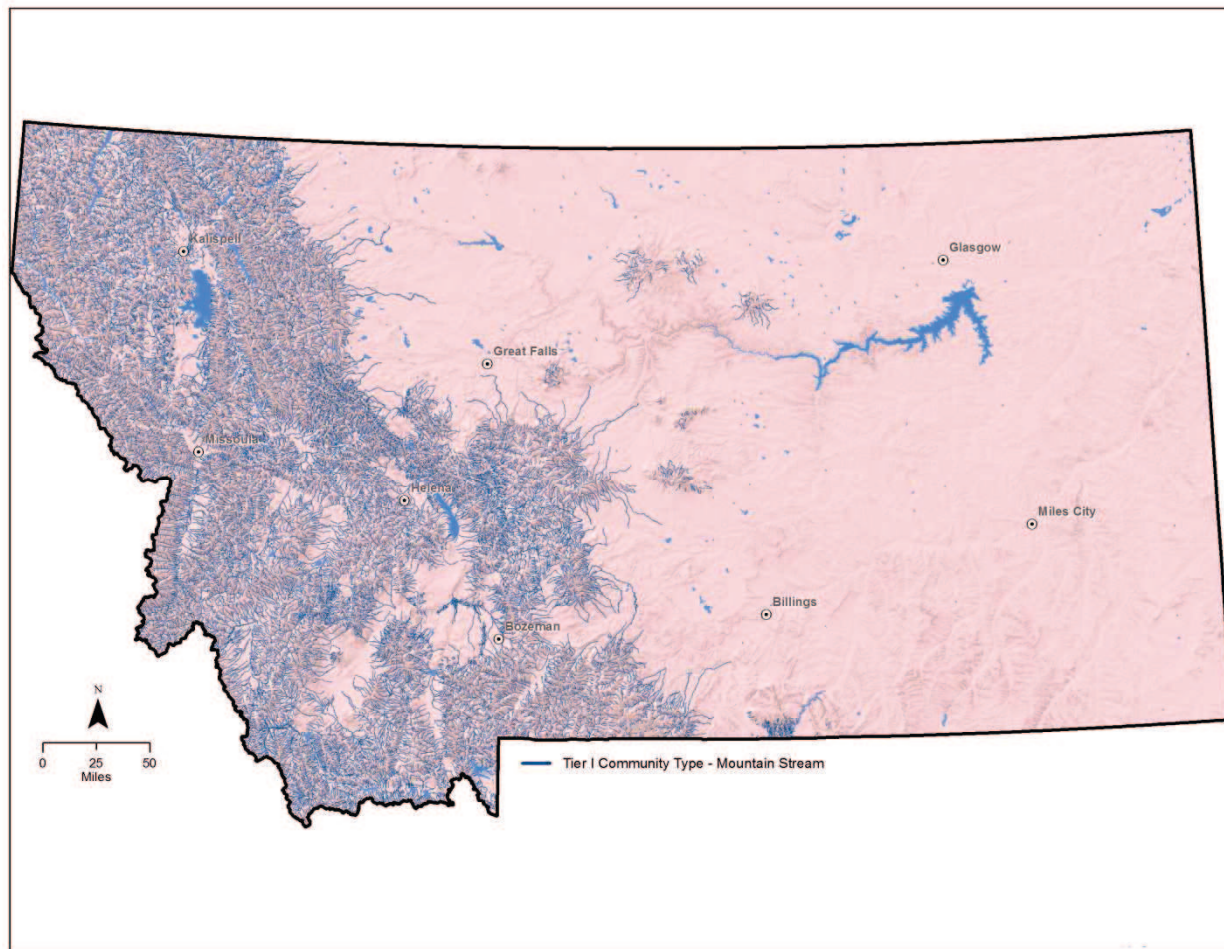 Kalispell
Glasgow
Great Falls
Missoula
Helena
Miles City
Billings
Bozeman
N
0 25 50
Miles
Tier I Community Type - Mountain Stream